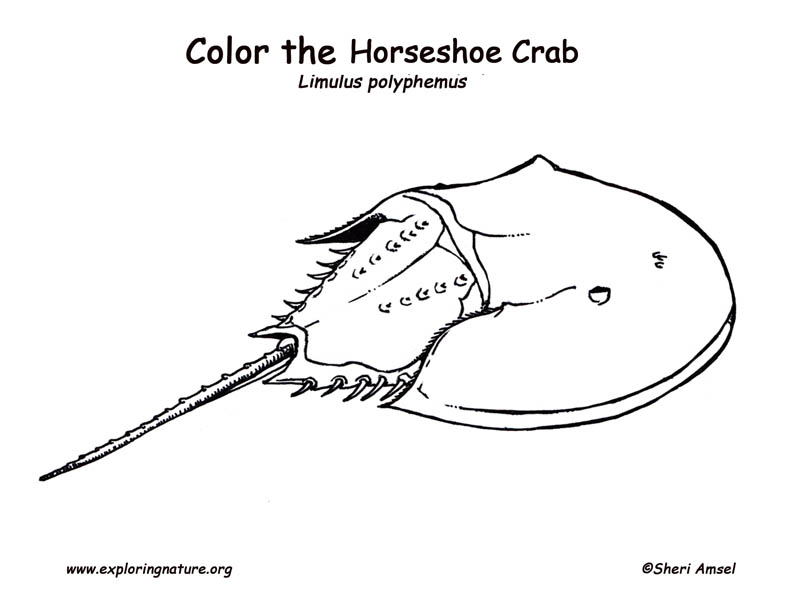 Color the Horseshoe Crab
Limulus polyphemus
www.exploringnature.org
©Sheri Amsel